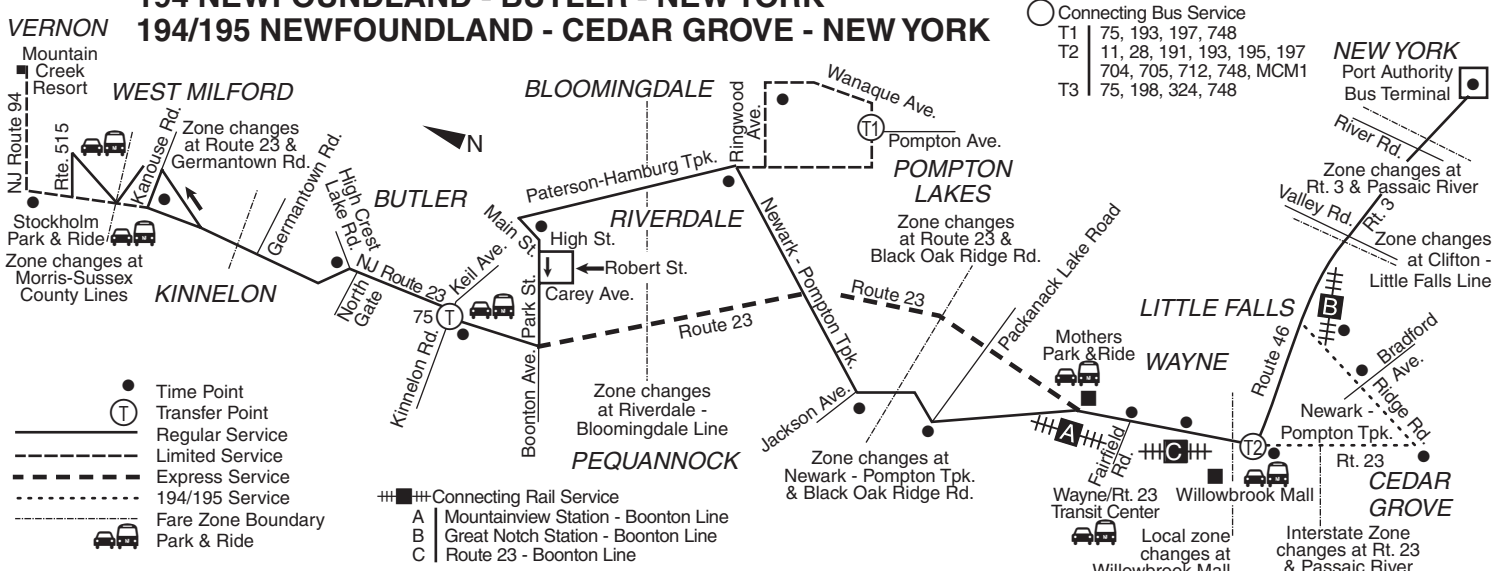 194 NEWFOUNDLAND - BUTLER - NEW YORK
194/195 NEWFOUNDLAND - CEDAR GROVE - NEW YORK
VERNON
Mountain
Creek
Resort
NJ Route 94
Rte. 515
WEST MILFORD
Kanouse Rd.
Zone changes
at Route 23 &
Germantown Rd.
Germantown Rd.
Stockholm
Park & Ride
Zone changes at
Morris-Sussex
County Lines
KINNELON
High Crest
Lake Rd.
North
Gate
NJ Route 23
BUTLER
N
75
T
Keil Ave.
Kinnelon Rd.
Main St.
High St.
Robert St.
Carey Ave.
Park St.
Boonton Ave.
BLOOMINGDALE
Paterson-Hamburg Tpk.
RIVERDALE
Route 23
Zone changes
at Riverdale -
Bloomingdale Line
PEQUANNOCK
Ringwood
Ave.
Wanaque Ave.
T1
Pompton Ave.
POMPTON
LAKES
Newark - Pompton Tpk.
Zone changes
at Route 23 &
Black Oak Ridge Rd.
Route 23
Packanack Lake Road
Jackson Ave.
Zone changes at
Newark - Pompton Tpk.
& Black Oak Ridge Rd.
Connecting Bus Service
T1 75, 193, 197, 748
T2 11, 28, 191, 193, 195, 197
704, 705, 712, 748, MCM1
T3 75, 198, 324, 748
NEW YORK
Port Authority
Bus Terminal
River Rd.
Zone changes at
Rt. 3 & Passaic River
Valley Rd.
Rt. 3
Zone changes
at Clifton -
Little Falls Line
LITTLE FALLS
B
Mothers
Park &Ride
WAYNE
Route 46
Bradford
Ave.
Ridge Rd.
Newark -
Pompton Tpk.
A
Fairfield
Rd.
C
T2
Rt. 23
CEDAR
GROVE
Wayne/Rt. 23
Transit Center
Willowbrook Mall
Local zone
changes at
Willowbrook Mall
Interstate Zone
changes at Rt. 23
& Passaic River
Time Point
T Transfer Point
Regular Service
Limited Service
Express Service
194/195 Service
Fare Zone Boundary
Park & Ride
Connecting Rail Service
A Mountainview Station - Boonton Line
B Great Notch Station - Boonton Line
C Route 23 - Boonton Line